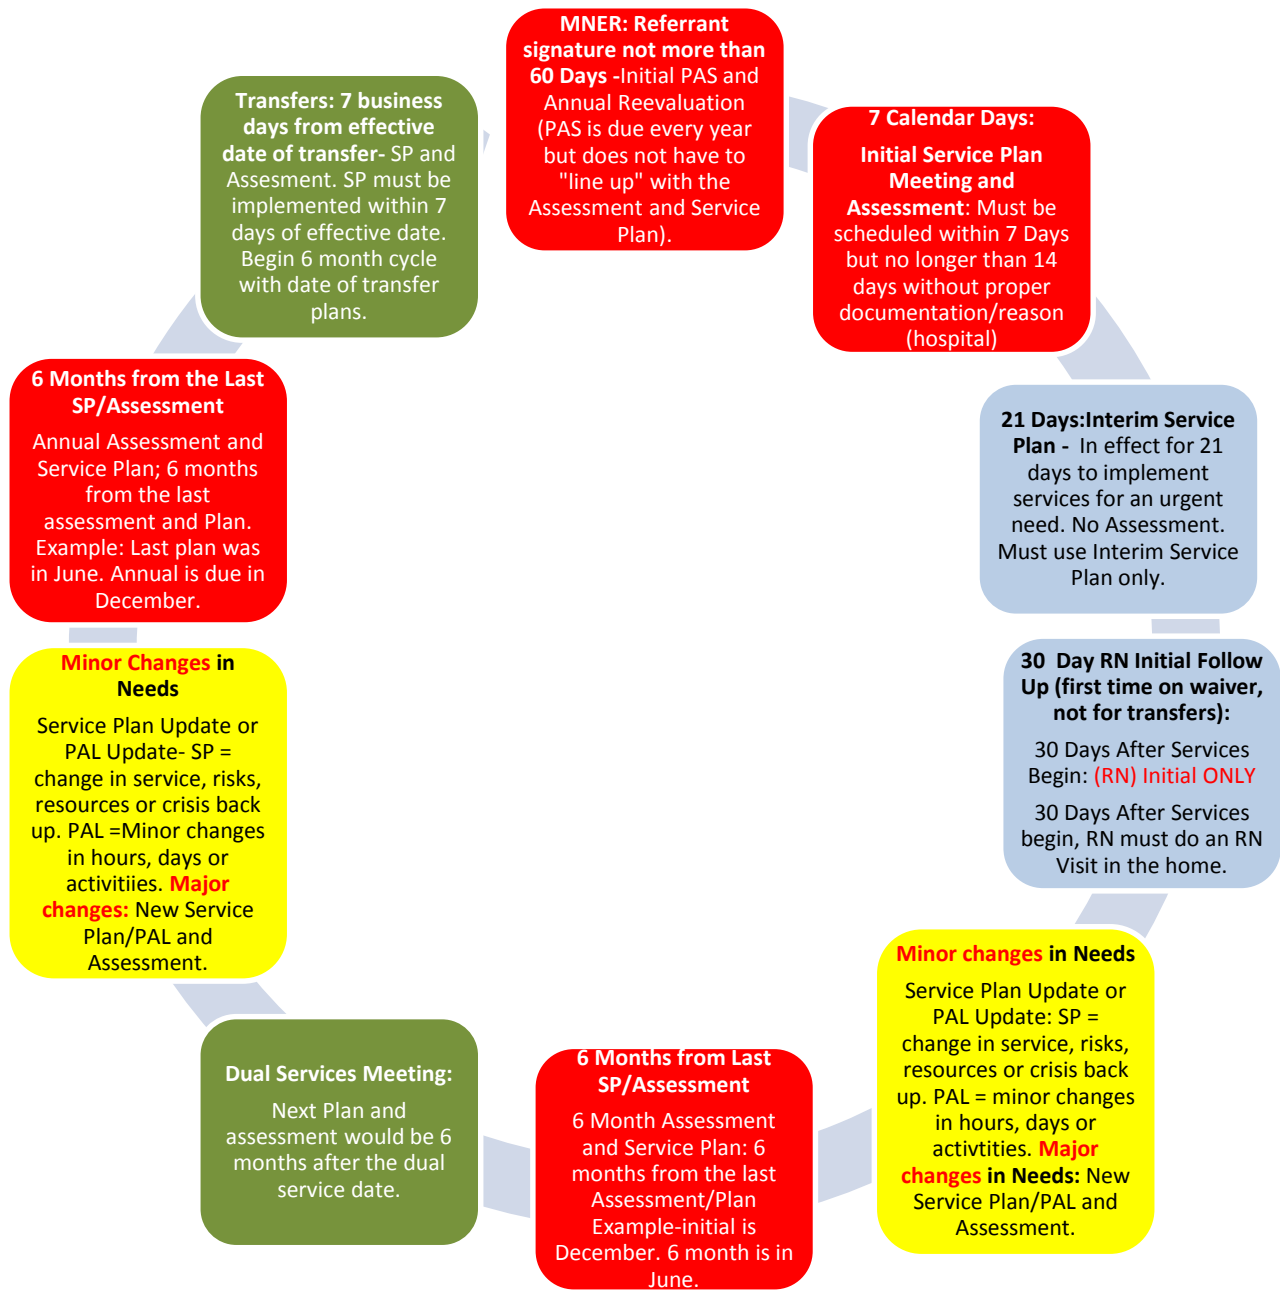 MNER: Referrant
signature not more than
60 Days -Initial PAS and
Annual Reevaluation
(PAS is due every year
but does not have to
"line up" with the
Assessment and Service
Plan).
7 Calendar Days:
Initial Service Plan
Meeting and
Assessment: Must be
scheduled within 7 Days
but no longer than 14
days without proper
documentation/reason
(hospital)
21 Days:Interim Service
Plan - In effect for 21
days to implement
services for an urgent
need. No Assessment.
Must use Interim Service
Plan only.
30 Day RN Initial Follow
Up (first time on waiver,
not for transfers):
30 Days After Services
Begin: (RN) Initial ONLY
30 Days After Services
begin, RN must do an RN
Visit in the home.
Minor changes in Needs
Service Plan Update or
PAL Update: SP =
change in service, risks,
resources or crisis back
up. PAL = minor changes
in hours, days or
activtities. Major
changes in Needs: New
Service Plan/PAL and
Assessment.
6 Months from Last
SP/Assessment
6 Month Assessment
and Service Plan: 6
months from the last
Assessment/Plan
Example-initial is
December. 6 month is in
June.
Dual Services Meeting:
Next Plan and
assessment would be 6
months after the dual
service date.
Minor Changes in
Needs
Service Plan Update or
PAL Update- SP =
change in service, risks,
resources or crisis back
up. PAL =Minor changes
in hours, days or
activitiies. Major
changes: New Service
Plan/PAL and
Assessment.
6 Months from the Last
SP/Assessment
Annual Assessment and
Service Plan; 6 months
from the last
assessment and Plan.
Example: Last plan was
in June. Annual is due in
December.
Transfers: 7 business
days from effective
date of transfer- SP and
Assesment. SP must be
implemented within 7
days of effective date.
Begin 6 month cycle
with date of transfer
plans.